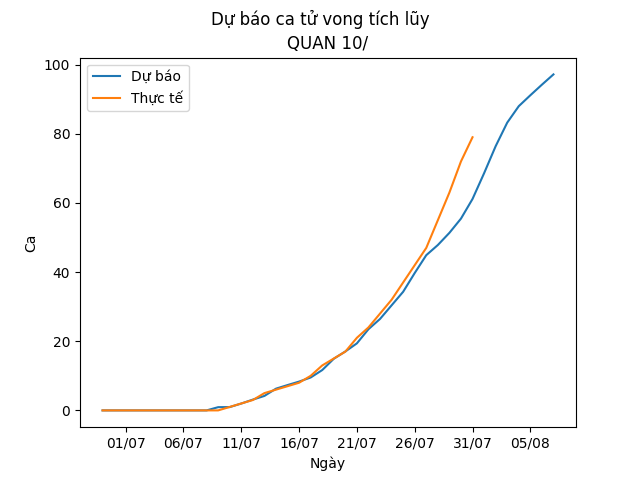 Dự báo ca tử vong tích lũy
QUAN 10/
Dự báo
Thực tế
100
80
60
40
20
0
Ca
01/07 06/07 11/07 16/07 21/07 26/07 31/07 05/08
Ngày